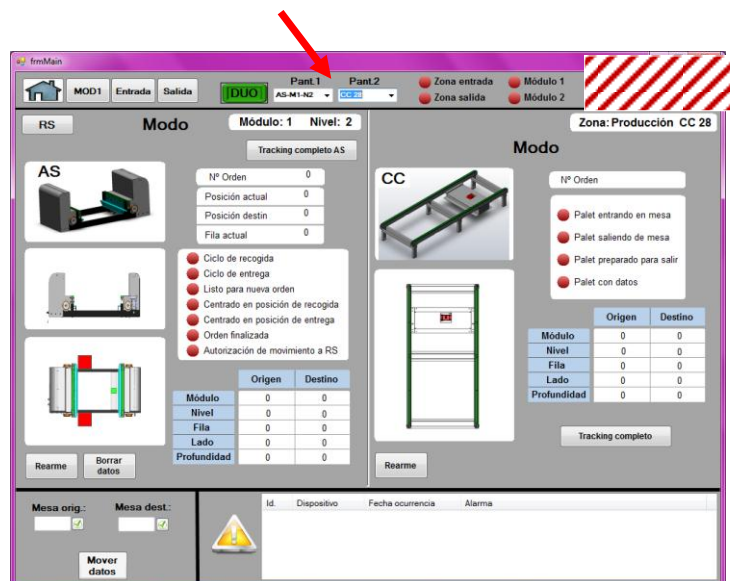 frmMain
MOD1 Entrada Salida DUO
Pant.1 Pant.2
AS-M1-N2 CC 28
Zona entrada Módulo 1
Zona salida Módulo 2
RS Modo Módulo: 1 Nivel: 2
Tracking completo AS
AS
Nº Orden 0
Posición actual 0
Posición destin 0
Fila actual 0
Ciclo de recogida
Ciclo de entrega
Listo para nueva orden
Centrado en posición de recogida
Centrado en posición de entrega
Orden finalizada
Autorización de movimiento a RS
Origen Destino
Módulo 0 0
Nivel 0 0
Fila 0 0
Lado 0 0
Profundidad 0 0
Rearme Borrar datos
Zona: Producción CC 28
Modo
CC
Nº Orden
Palet entrando en mesa
Palet saliendo de mesa
Palet preparado para salir
Palet con datos
Origen Destino
Módulo 0 0
Nivel 0 0
Fila 0 0
Lado 0 0
Profundidad 0 0
Tracking completo
Rearme
Mesa orig.: Mesa dest.:
Mover datos
Id. Dispositivo Fecha ocurrencia Alarma